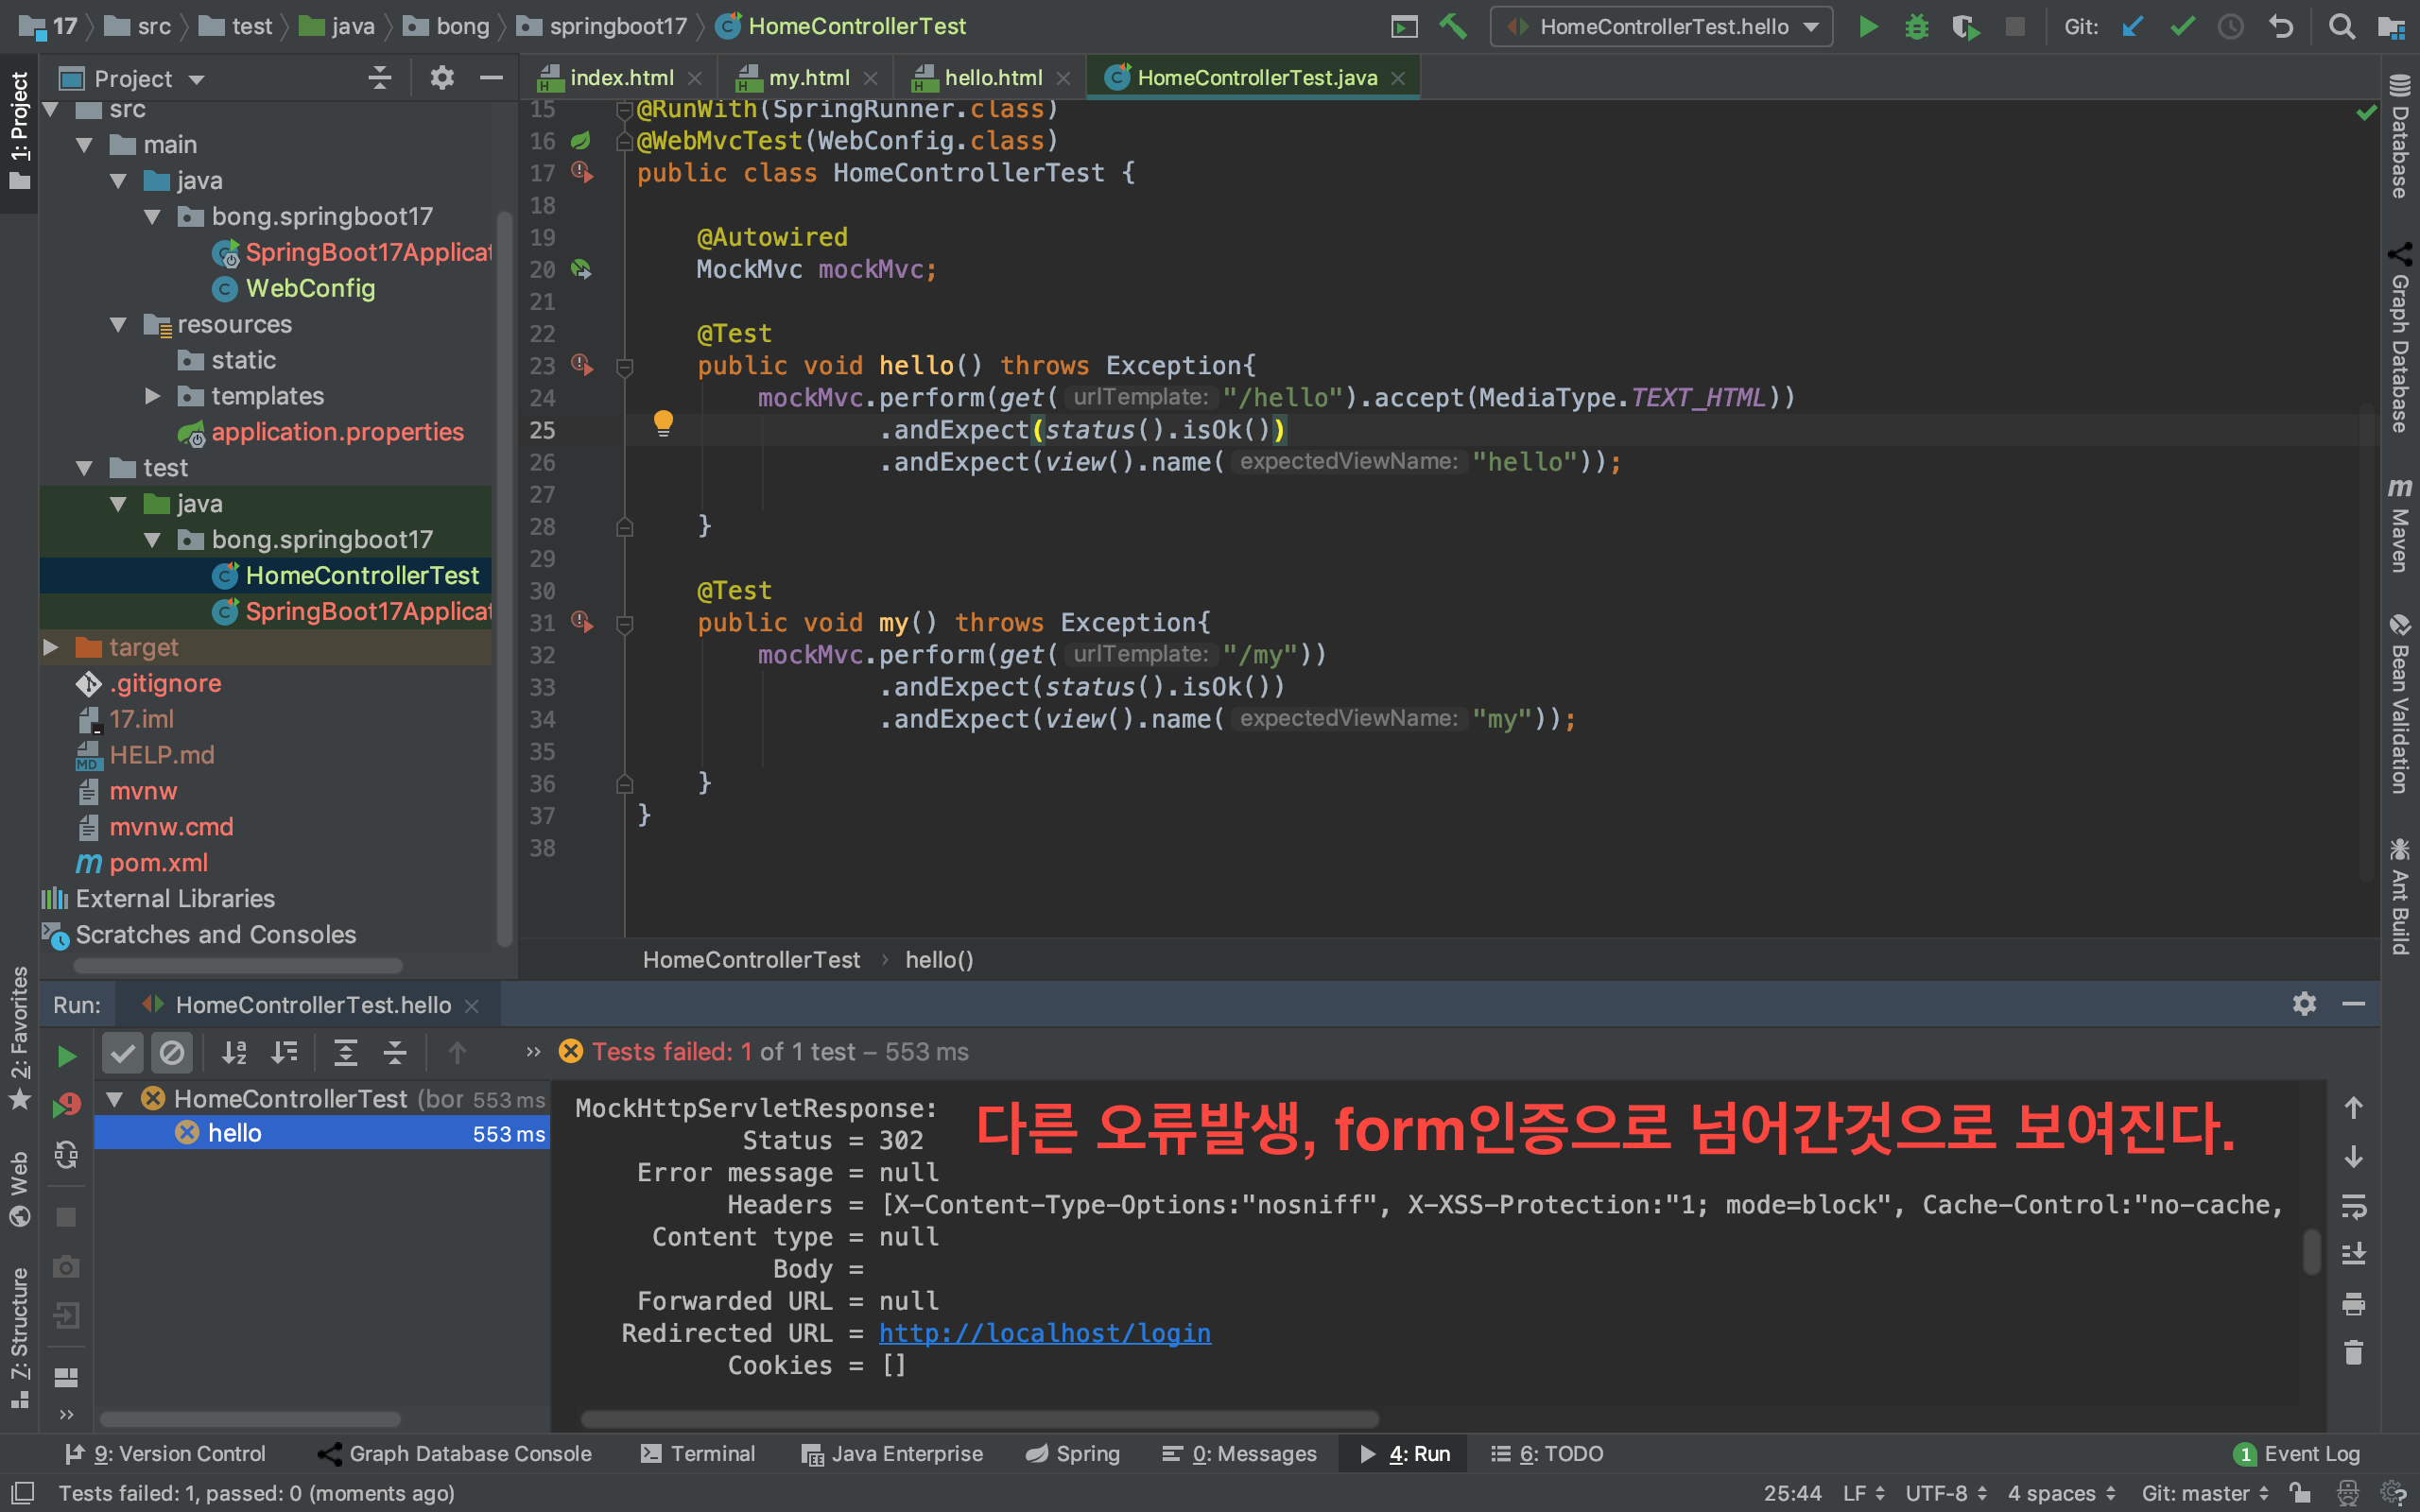 17 src test java bong springboot17 HomeControllerTest
HomeControllerTest.hello Git:
1: Project
Project
src
main
java
bong.springboot17
SpringBoot17Applicat
WebConfig
resources
static
templates
application.properties
test
java
bong.springboot17
HomeControllerTest
SpringBoot17Applicat
target
.gitignore
17.iml
HELP.md
mvnw
mvnw.cmd
pom.xml
External Libraries
Scratches and Consoles
index.html my.html hello.html HomeControllerTest.java
15 @RunWith(SpringRunner.class)
16 @WebMvcTest(WebConfig.class)
17 public class HomeControllerTest {
18
19 @Autowired
20 MockMvc mockMvc;
21
22 @Test
23 public void hello() throws Exception{
24 mockMvc.perform(get( urlTemplate: "/hello").accept(MediaType.TEXT_HTML))
25 .andExpect(status().isOk())
26 .andExpect(view().name( expectedViewName: "hello"));
27
28 }
29
30 @Test
31 public void my() throws Exception{
32 mockMvc.perform(get( urlTemplate: "/my"))
33 .andExpect(status().isOk())
34 .andExpect(view().name( expectedViewName: "my"));
35
36 }
37 }
38
HomeControllerTest › hello()
Database
Graph Database
m Maven
Bean Validation
Ant Build
2: Favorites
Web
7: Structure
Run: HomeControllerTest.hello
Tests failed: 1 of 1 test – 553 ms
HomeControllerTest (bor 553 ms
hello 553 ms
MockHttpServletResponse:
Status = 302
다른 오류발생, form인증으로 넘어간것으로 보여진다.
Error message = null
Headers = [X-Content-Type-Options:"nosniff", X-XSS-Protection:"1; mode=block", Cache-Control:"no-cache,
Content type = null
Body =
Forwarded URL = null
Redirected URL = http://localhost/login
Cookies = []
9: Version Control Graph Database Console Terminal Java Enterprise Spring 0: Messages 4: Run 6: TODO 1 Event Log
Tests failed: 1, passed: 0 (moments ago) 25:44 LF UTF-8 4 spaces Git: master